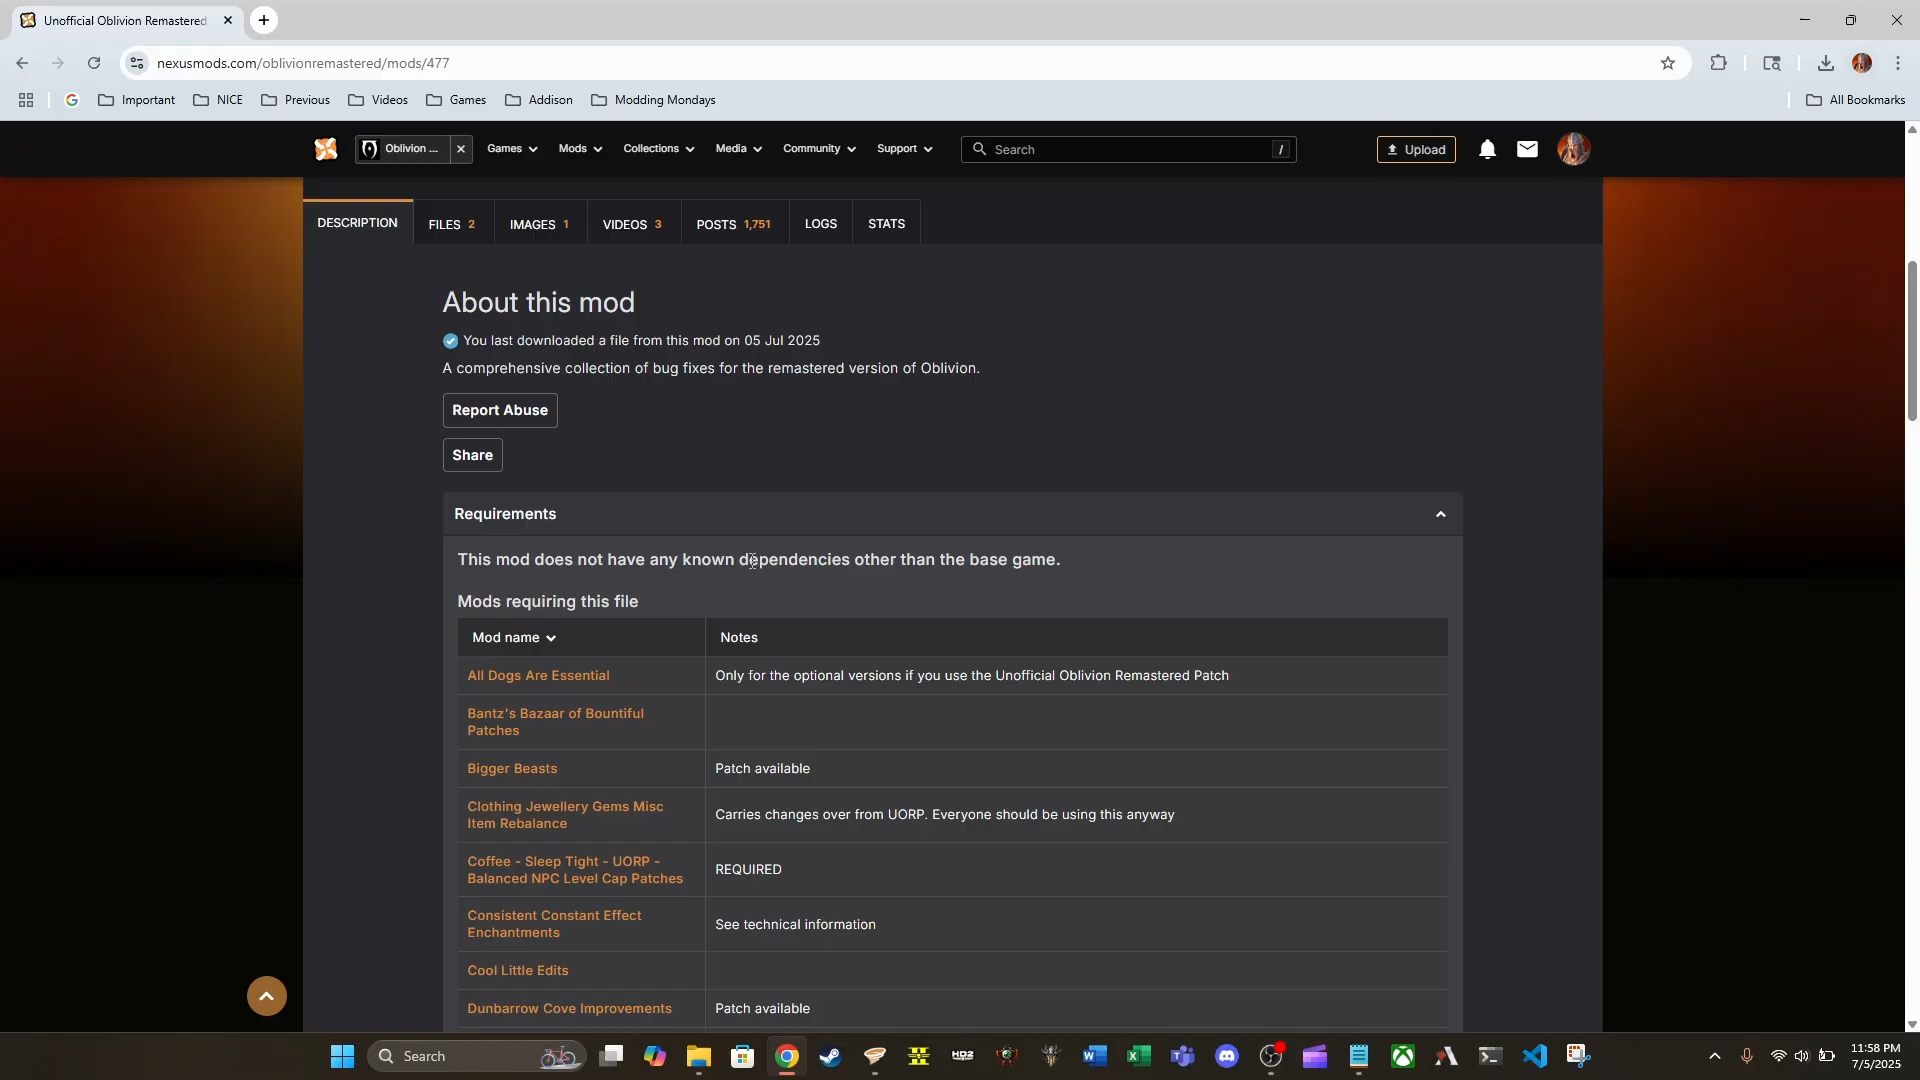 Unofficial Oblivion Remastered
nexusmods.com/oblivionremastered/mods/477
Important
NICE
Previous
Videos
Games
Addison
Modding Mondays
All Bookmarks
Oblivion ...
Games
Mods
Collections
Media
Community
Support
Search
/
Upload
DESCRIPTION
FILES 2
IMAGES 1
VIDEOS 3
POSTS 1,751
LOGS
STATS
About this mod
You last downloaded a file from this mod on 05 Jul 2025
A comprehensive collection of bug fixes for the remastered version of Oblivion.
Report Abuse
Share
Requirements
This mod does not have any known dependencies other than the base game.
Mods requiring this file
Mod name
Notes
All Dogs Are Essential
Only for the optional versions if you use the Unofficial Oblivion Remastered Patch
Bantz's Bazaar of Bountiful
Patches
Bigger Beasts
Patch available
Clothing Jewellery Gems Misc
Item Rebalance
Carries changes over from UORP. Everyone should be using this anyway
Coffee - Sleep Tight - UORP -
Balanced NPC Level Cap Patches
REQUIRED
Consistent Constant Effect
Enchantments
See technical information
Cool Little Edits
Dunbarrow Cove Improvements
Patch available
Search
HD2
11:58 PM
7/5/2025